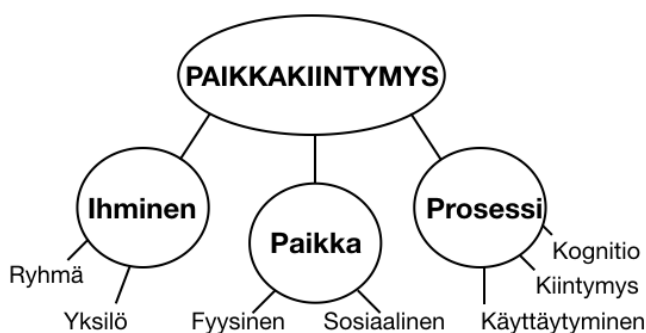 PAIKKAKIINTYMYS
Ihminen
Paikka
Prosessi
Ryhmä
Yksilö
Fyysinen
Sosiaalinen
Kognitio
Kiintymys
Käyttäytyminen